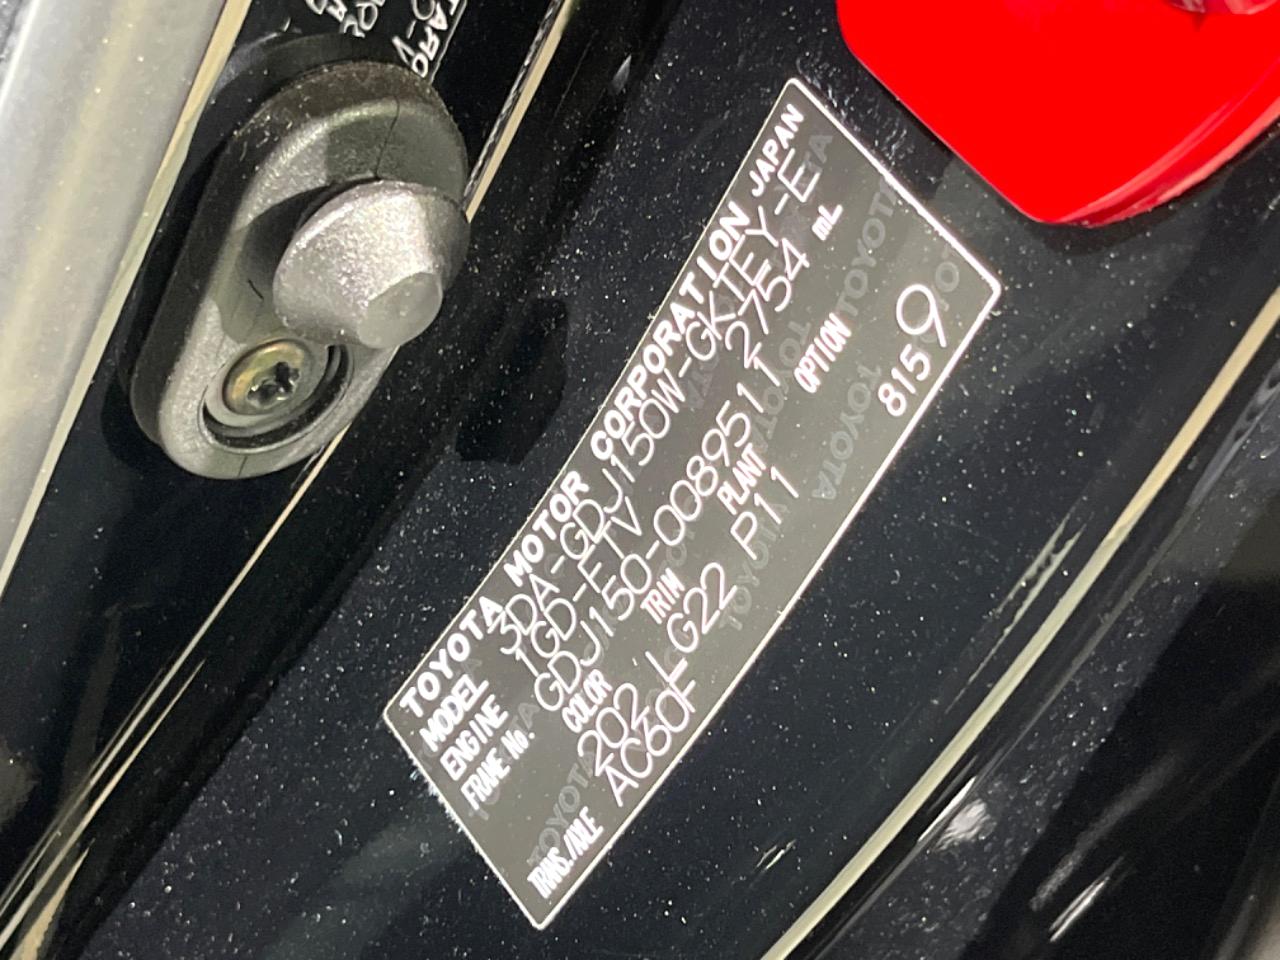 TOYOTA MOTOR CORPORATION JAPAN
MODEL 3DA-GDJ150W-GKTEY-E
ENGINE 1GD-FTV 2754 mL
FRAME No. GDJ150-0089511
COLOR TRIM PLANT OPTION
202 LG22 P11
TRANS./AXLE AC60F
8159